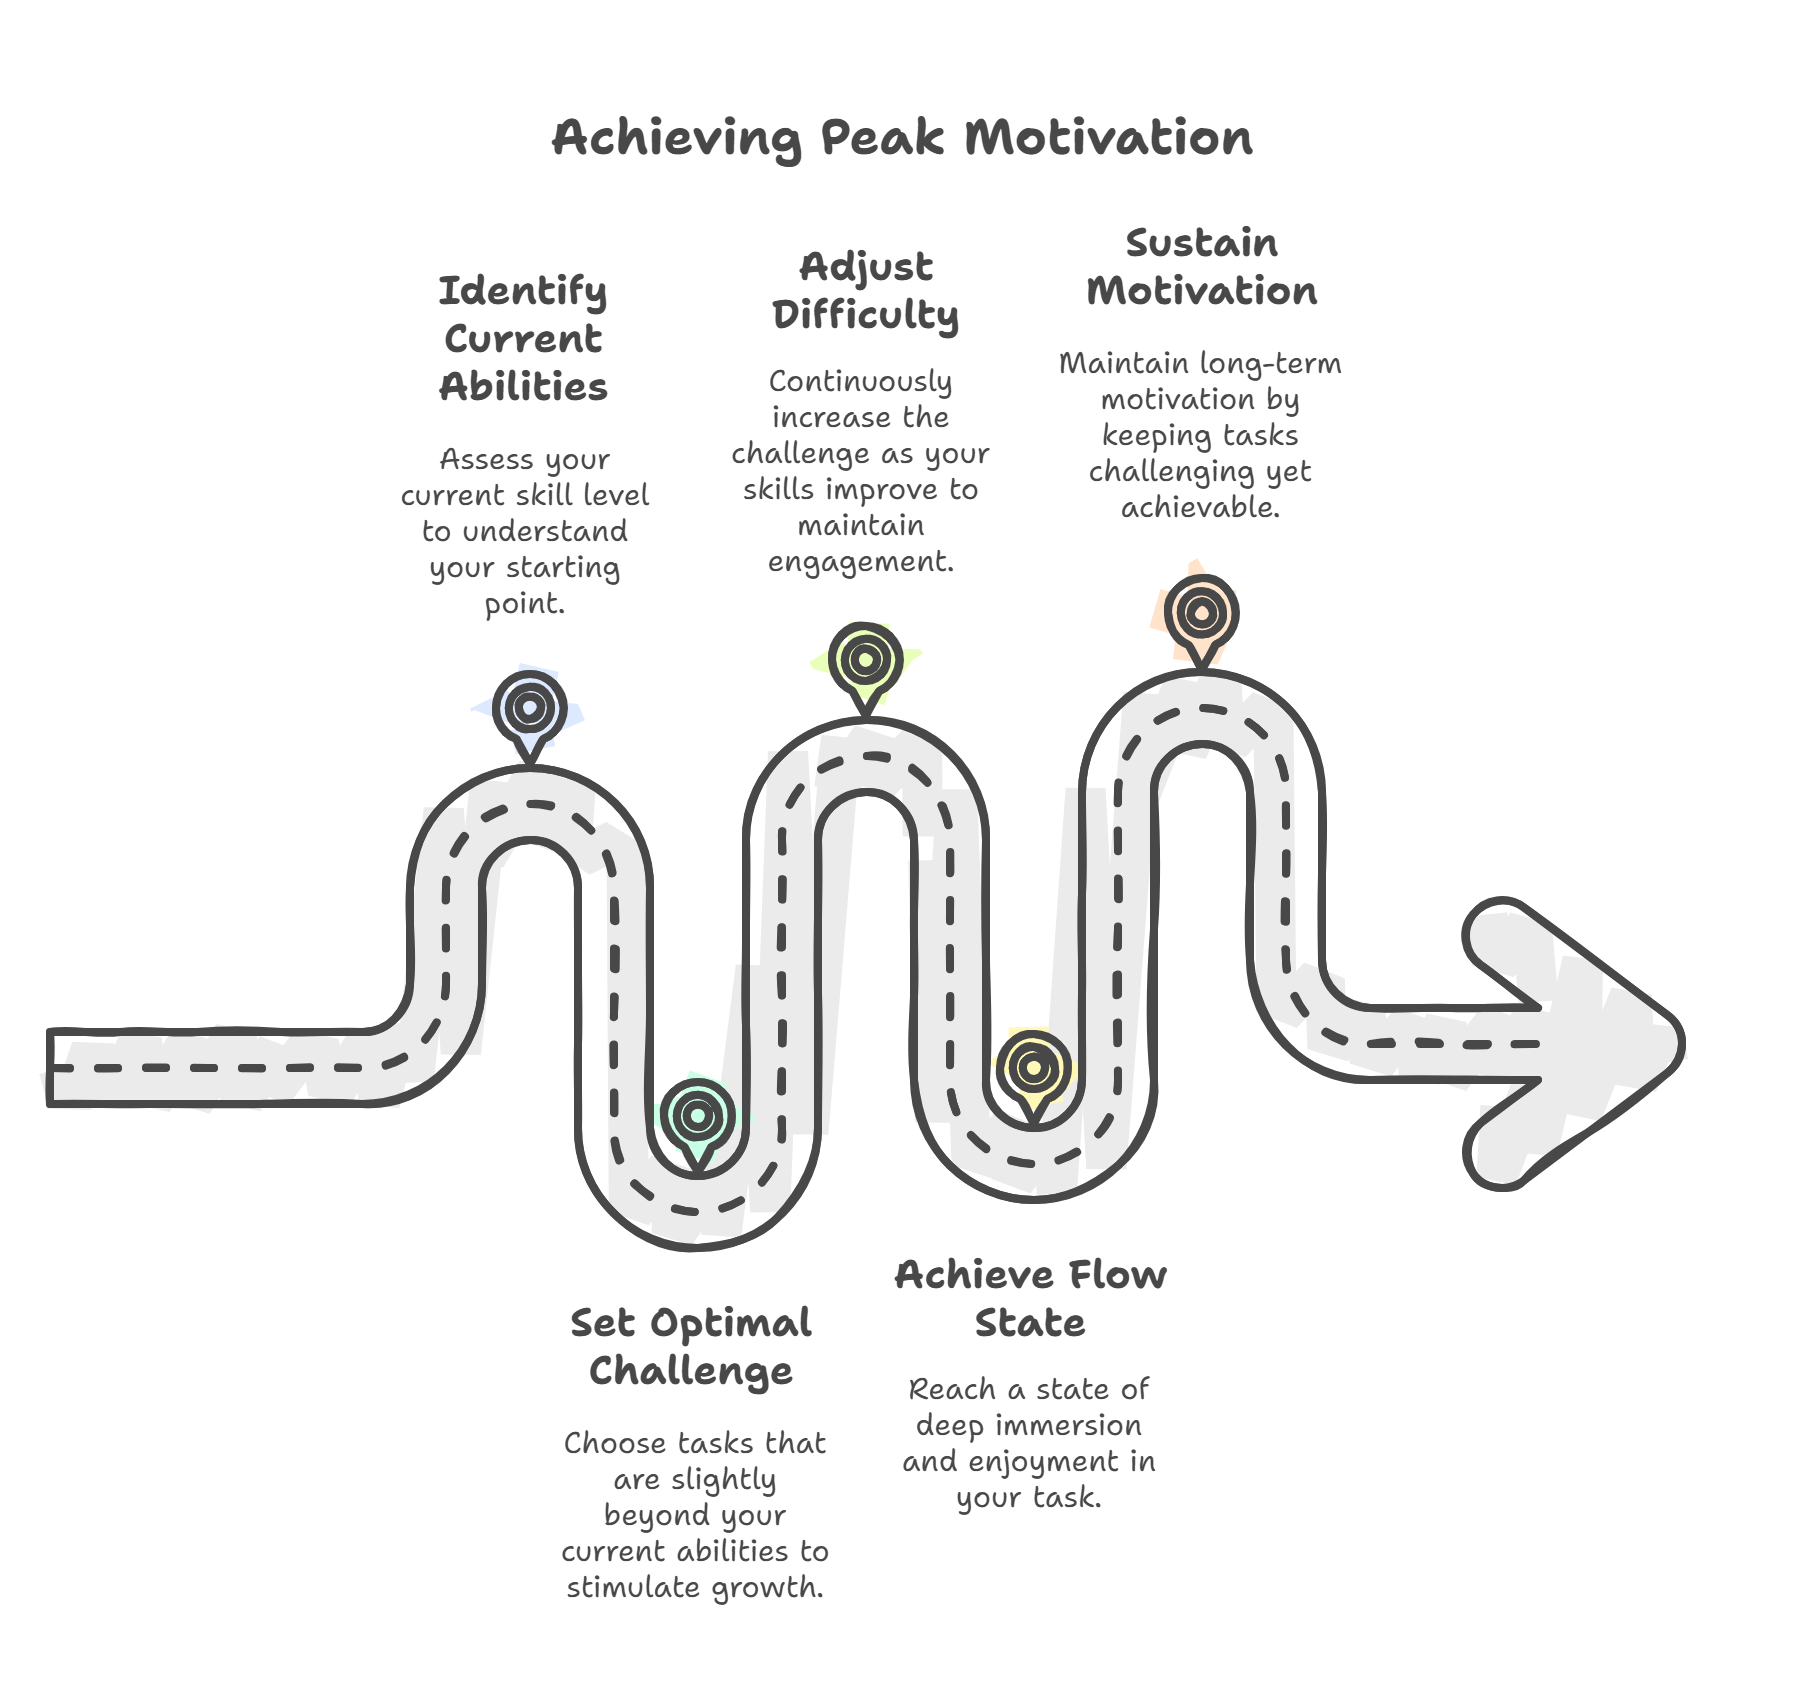 Achieving Peak Motivation
Identify
Current
Abilities
Assess your
current skill level
to understand
your starting
point.
Set Optimal
Challenge
Choose tasks that
are slightly
beyond your
current abilities to
stimulate growth.
Adjust
Difficulty
Continuously
increase the
challenge as your
skills improve to
maintain
engagement.
Achieve Flow
State
Reach a state of
deep immersion
and enjoyment in
your task.
Sustain
Motivation
Maintain long-term
motivation by
keeping tasks
challenging yet
achievable.